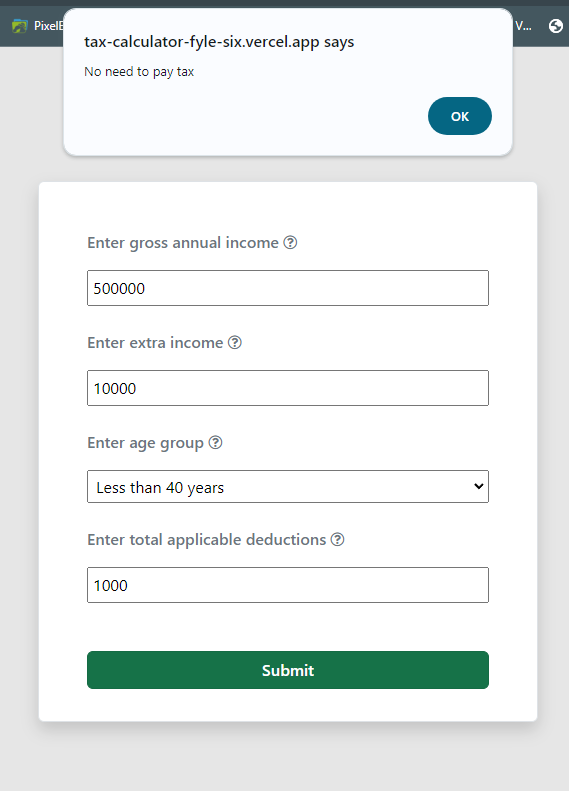 PixelE
V...
tax-calculator-fyle-six.vercel.app says
No need to pay tax
OK
Enter gross annual income
500000
Enter extra income
10000
Enter age group
Less than 40 years
Enter total applicable deductions
1000
Submit